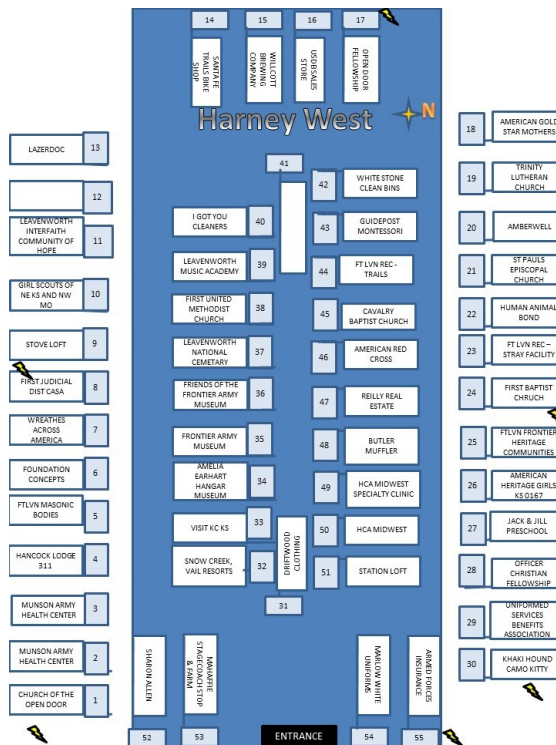 14
15
16
17
SANTA FE
TRAILS BIKE
SHOP
WILLCOTT
BREWING
COMPANY
USDB SALES
STORE
OPEN DOOR
FELLOWSHIP
Harney West
N
LAZERDOC
13
12
LEAVENWORTH
INTERFAITH
COMMUNITY OF
HOPE
11
GIRL SCOUTS OF
NE KS AND NW
MO
10
STOVE LOFT
9
FIRST JUDICIAL
DIST CASA
8
WREATHES
ACROSS
AMERICA
7
FOUNDATION
CONCEPTS
6
FTLVN MASONIC
BODIES
5
HANCOCK LODGE
311
4
MUNSON ARMY
HEALTH CENTER
3
MUNSON ARMY
HEALTH CENTER
2
CHURCH OF THE
OPEN DOOR
1
41
I GOT YOU
CLEANERS
40
LEAVENWORTH
MUSIC ACADEMY
39
FIRST UNITED
METHODIST
CHURCH
38
LEAVENWORTH
NATIONAL
CEMETARY
37
FRIENDS OF THE
FRONTIER ARMY
MUSEUM
36
FRONTIER ARMY
MUSEUM
35
AMELIA
EARHART
HANGAR
MUSEUM
34
VISIT KC KS
33
SNOW CREEK,
VAIL RESORTS
32
DRIFTWOOD
CLOTHING
31
42
WHITE STONE
CLEAN BINS
43
GUIDEPOST
MONTESSORI
44
FT LVN REC -
TRAILS
45
CAVALRY
BAPTIST CHURCH
46
AMERICAN RED
CROSS
47
REILLY REAL
ESTATE
48
BUTLER
MUFFLER
49
HCA MIDWEST
SPECIALTY CLINIC
50
HCA MIDWEST
51
STATION LOFT
18
AMERICAN GOLD
STAR MOTHERS
19
TRINITY
LUTHERAN
CHURCH
20
AMBERWELL
21
ST PAULS
EPISCOPAL
CHURCH
22
HUMAN ANIMAL
BOND
23
FT LVN REC –
STRAY FACILITY
24
FIRST BAPTIST
CHRUCH
25
FTLVN FRONTIER
HERITAGE
COMMUNITIES
26
AMERICAN
HERITAGE GIRLS
KS 0167
27
JACK & JILL
PRESCHOOL
28
OFFICER
CHRISTIAN
FELLOWSHIP
29
UNIFORMED
SERVICES
BENEFITS
ASSOCIATION
30
KHAKI HOUND
CAMO KITTY
SHARON ALLEN
MAHAFFIE
STAGECOACH STOP
& FARM
MARLOW WHITE
UNIFORMS
ARMED FORCES
INSURANCE
52
53
ENTRANCE
54
55